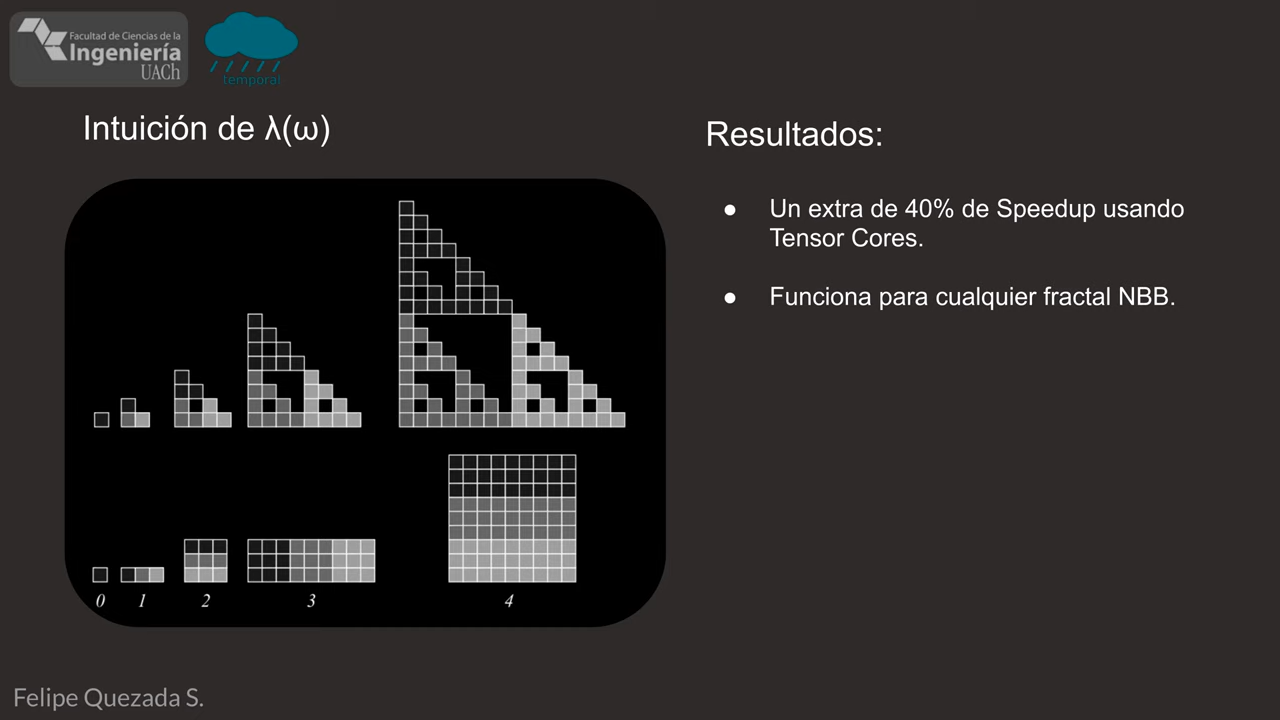 Facultad de Ciencias de la
Ingeniería
UACh
temporal
Intuición de λ(ω)
Resultados:
● Un extra de 40% de Speedup usando
Tensor Cores.
● Funciona para cualquier fractal NBB.
0 1 2 3 4
Felipe Quezada S.